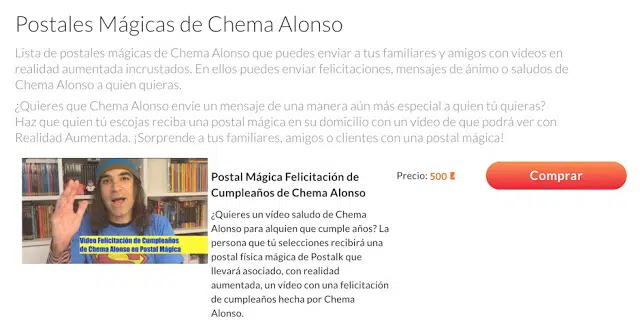 Postales Mágicas de Chema Alonso
Lista de postales mágicas de Chema Alonso que puedes enviar a tus familiares y amigos con videos en
realidad aumentada incrustados. En ellos puedes enviar felicitaciones, mensajes de ánimo o saludos de
Chema Alonso a quien quieras.
¿Quieres que Chema Alonso envíe un mensaje de una manera aún más especial a quien tú quieras?
Haz que quien tú escojas reciba una postal mágica en su domicilio con un vídeo de que podrá ver con
Realidad Aumentada. ¡Sorprende a tus familiares, amigos o clientes con una postal mágica!
Vídeo Felicitación de Cumpleaños
de Chema Alonso en Postal Mágica
Postal Mágica Felicitación de
Cumpleaños de Chema Alonso
¿Quieres un vídeo saludo de Chema
Alonso para alquien que cumple años? La
persona que tú selecciones recibirá una
postal física mágica de Postalk que
llevará asociado, con realidad
aumentada, un vídeo con una felicitación
de cumpleaños hecha por Chema
Alonso.
Precio: 500
Comprar